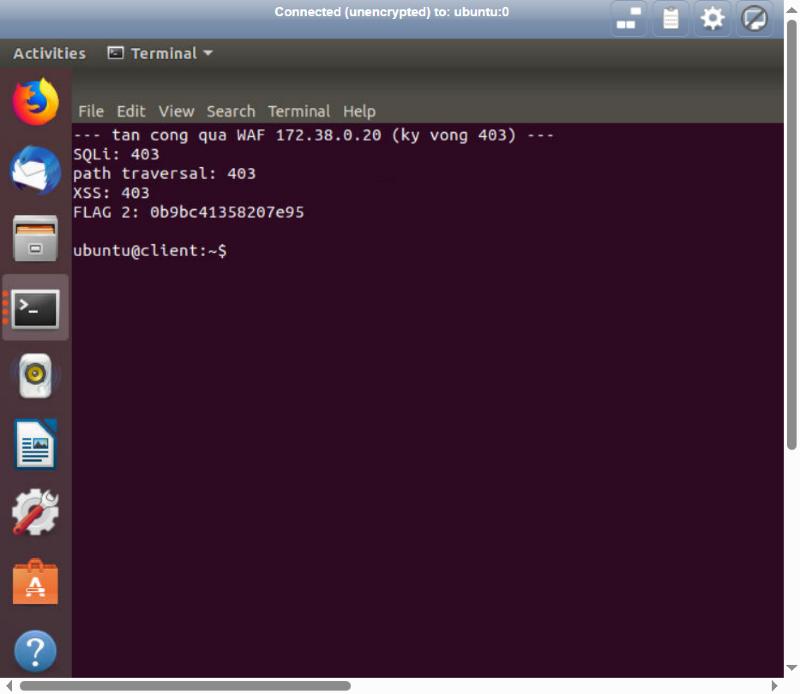 Connected (unencrypted) to: ubuntu:0
Activities Terminal
File Edit View Search Terminal Help
--- tan cong qua WAF 172.38.0.20 (ky vong 403) ---
SQLi: 403
path traversal: 403
XSS: 403
FLAG 2: 0b9bc41358207e95
ubuntu@client:~$